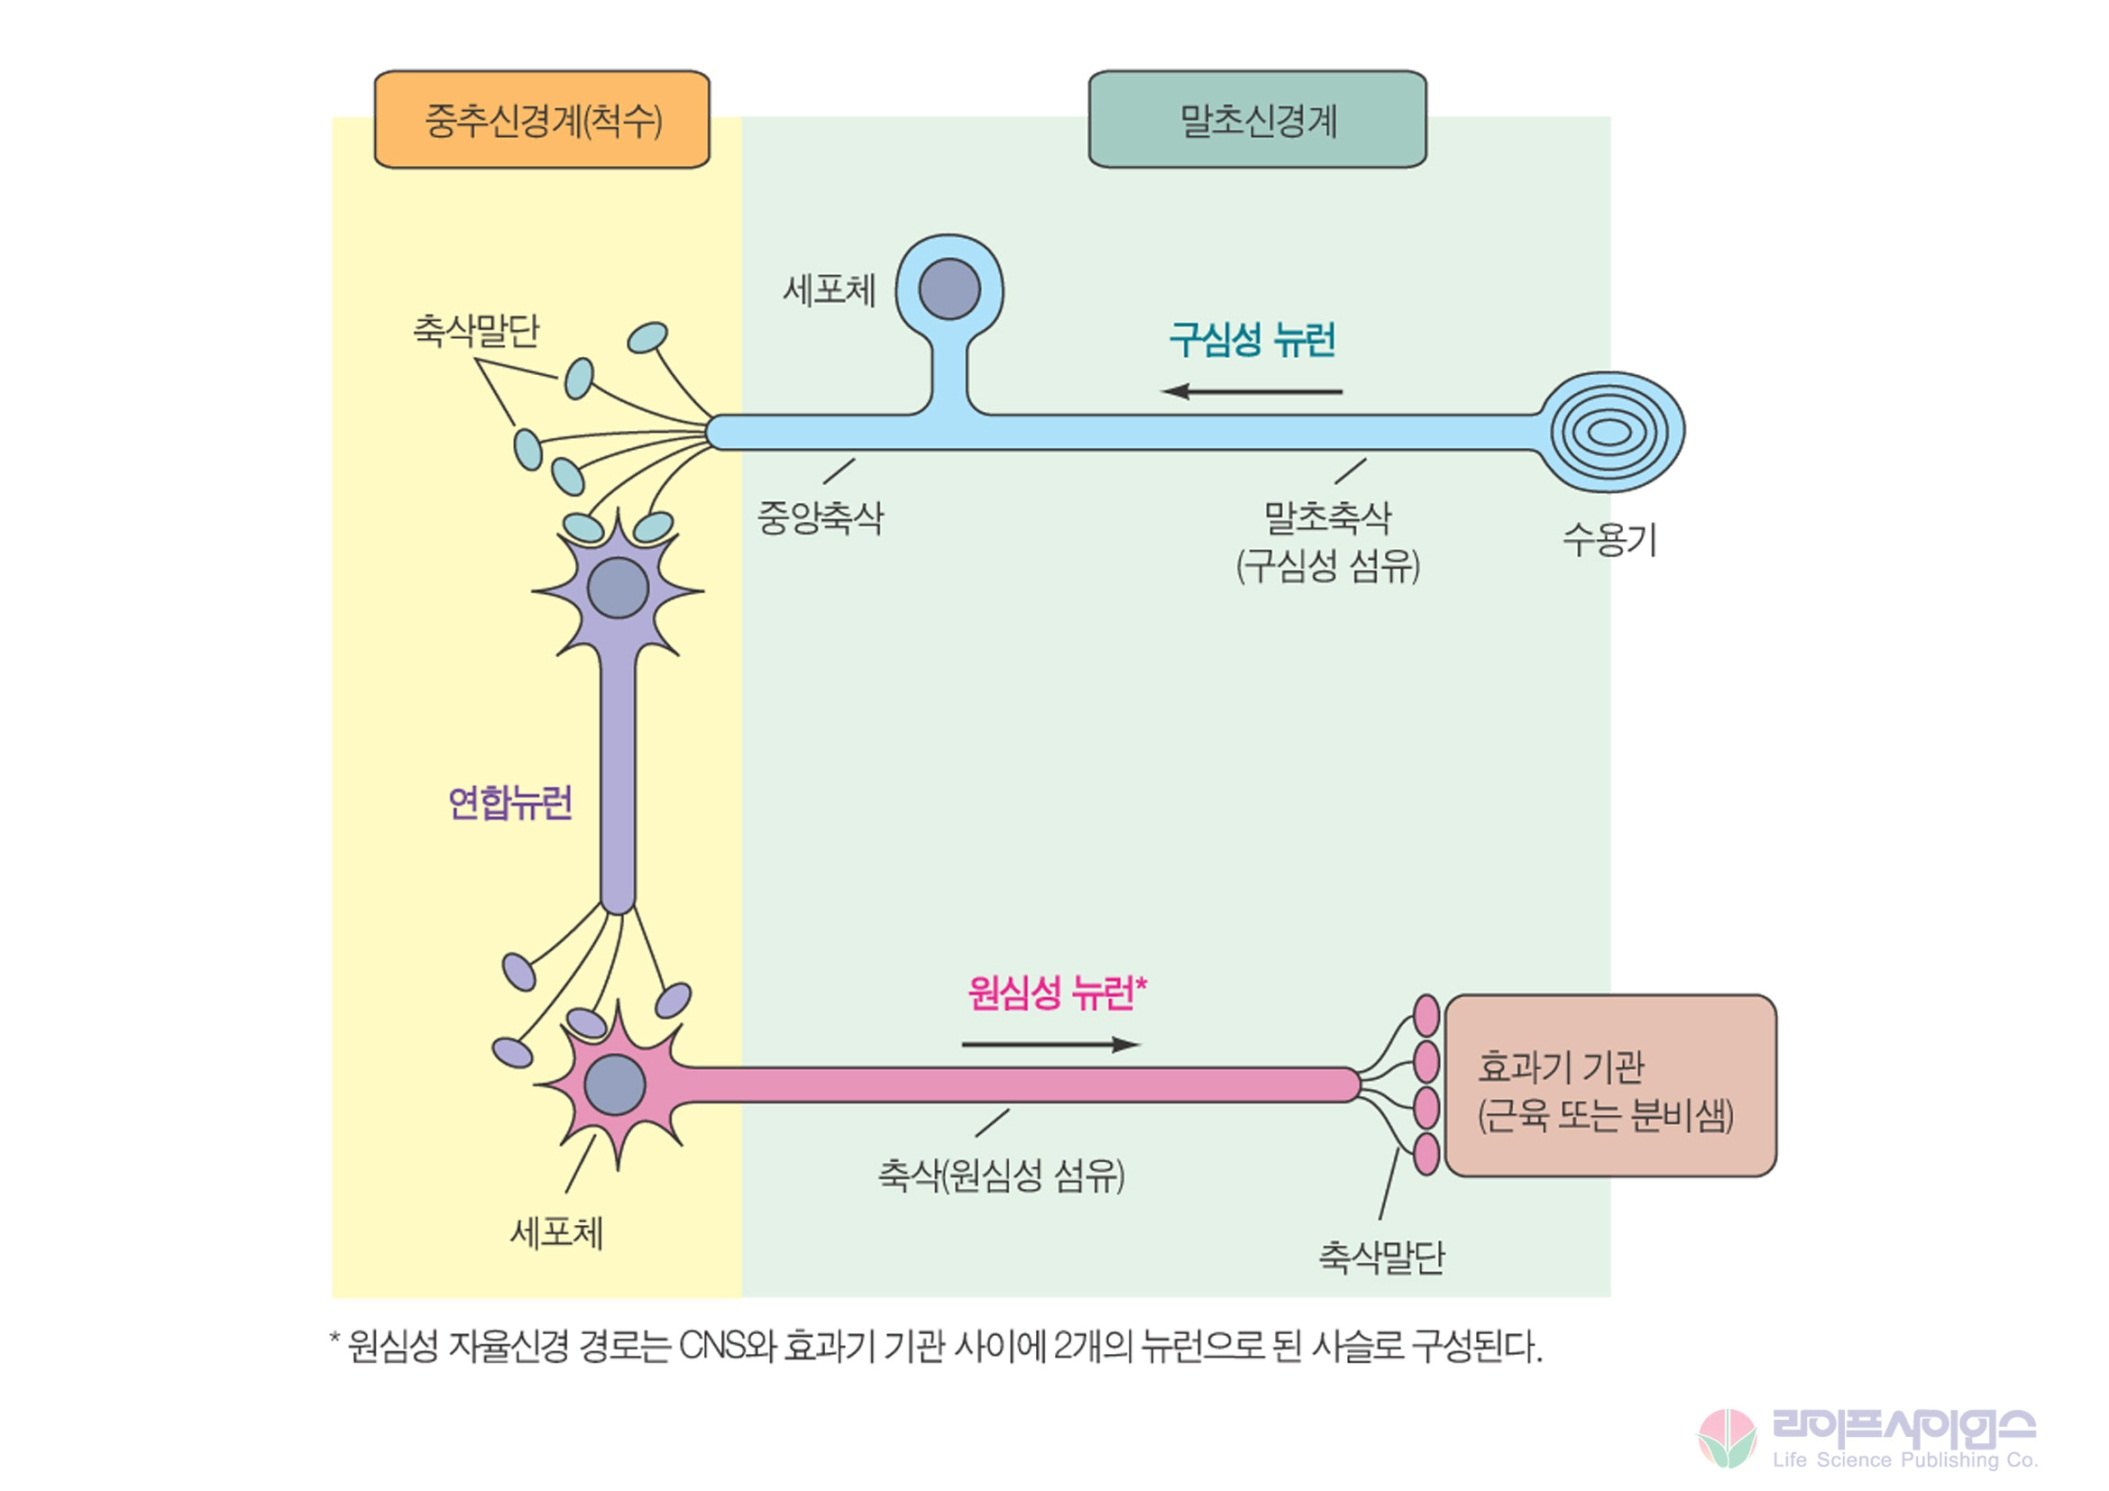 중추신경계(척수)
말초신경계
세포체
축삭말단
구심성 뉴런
중앙축삭
말초축삭
(구심성 섬유)
수용기
연합뉴런
원심성 뉴런*
효과기 기관
(근육 또는 분비샘)
축삭(원심성 섬유)
세포체
축삭말단
* 원심성 자율신경 경로는 CNS와 효과기 기관 사이에 2개의 뉴런으로 된 사슬로 구성된다.
라이프사이언스
Life Science Publishing Co.